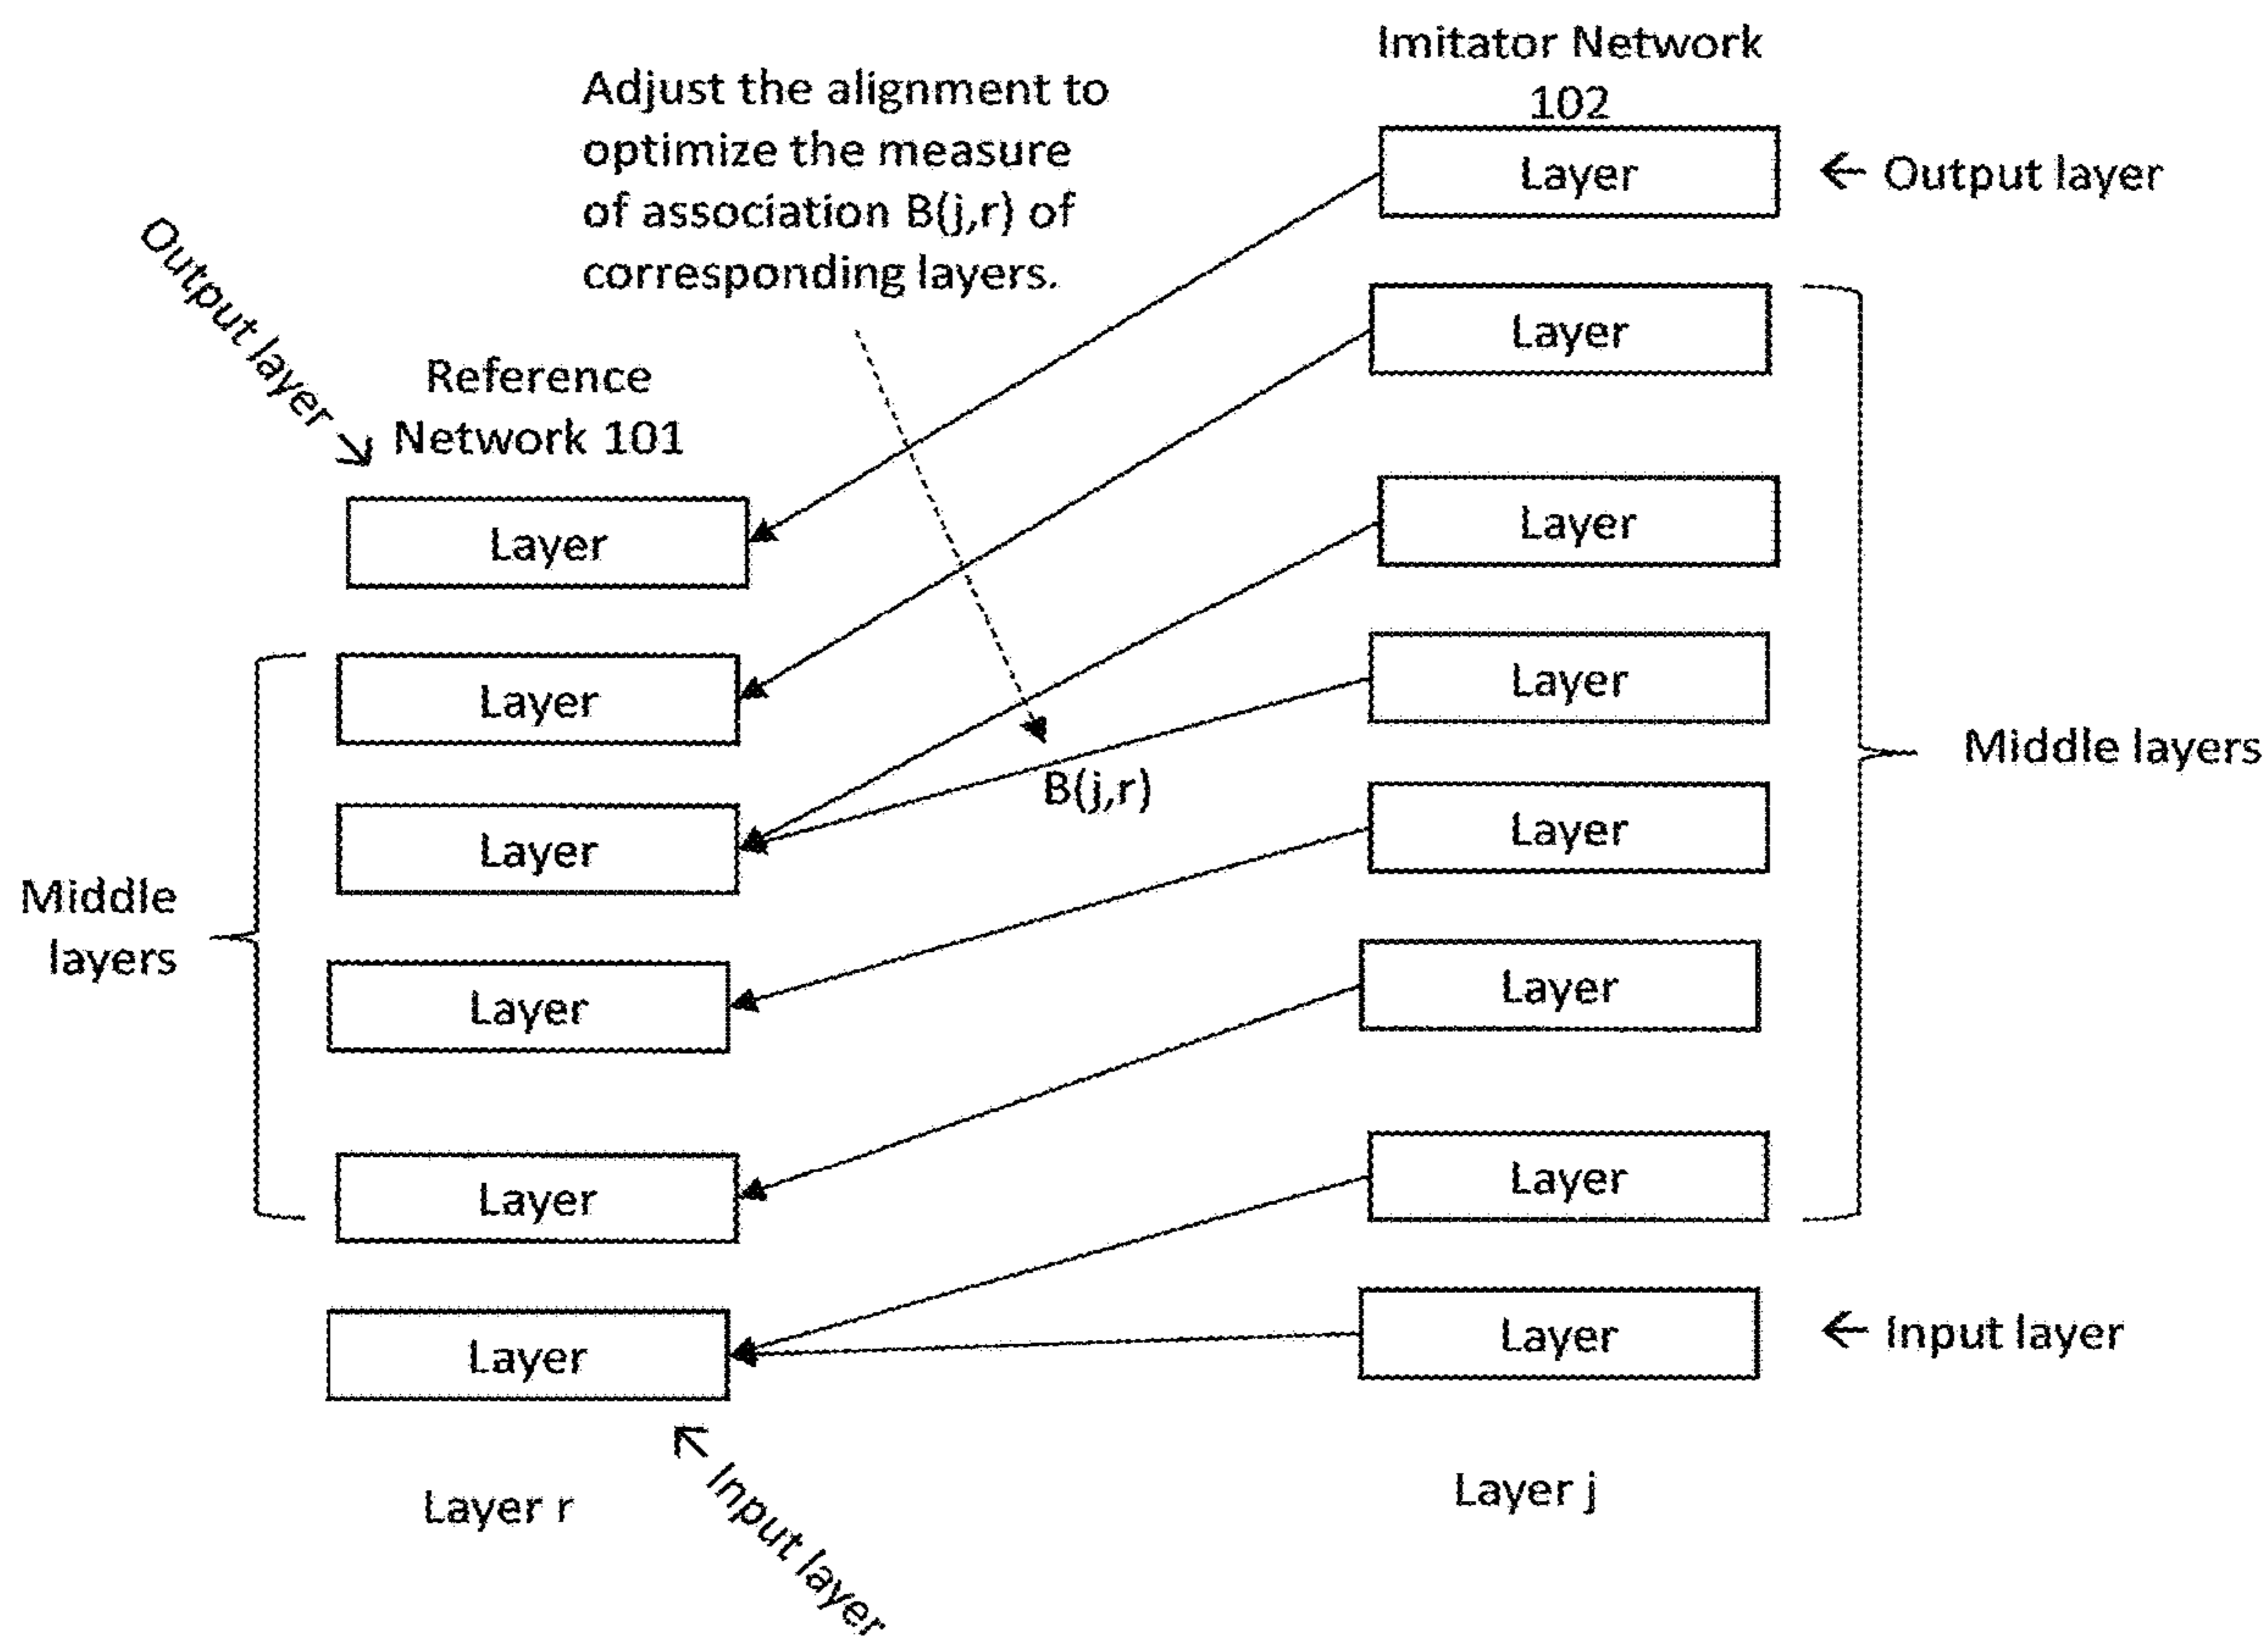 Imitator Network
102
Adjust the alignment to
optimize the measure
of association B(j,r) of
corresponding layers.
Output layer
Reference
Network 101
Layer
Layer
Layer
Layer
Layer
Layer
Middle
layers
Layer r
Input layer
B(j,r)
Layer
Layer
Layer
Layer
Layer
Layer
Layer
Layer
← Output layer
Middle layers
← Input layer
Layer j